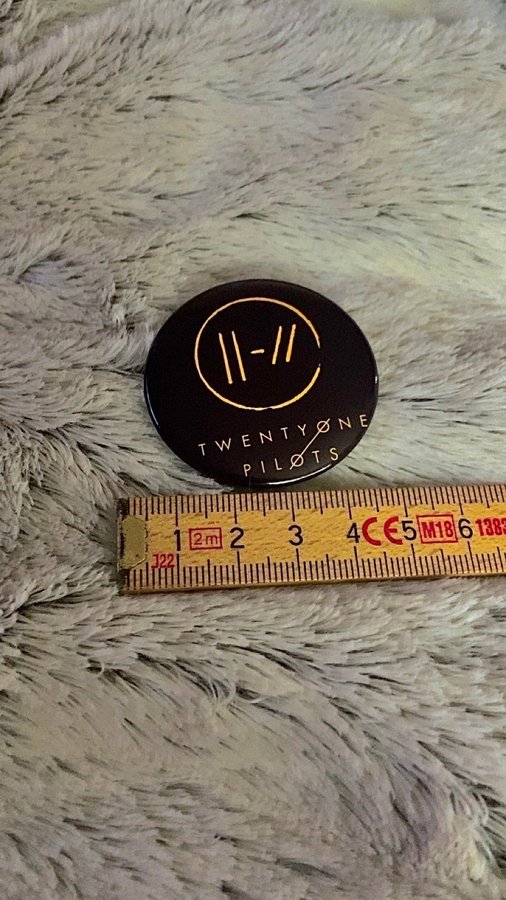 ||-//
TWENTYØNE
PILØTS
1 2m 2 3 4 CE 5 M18 6 1383
J22